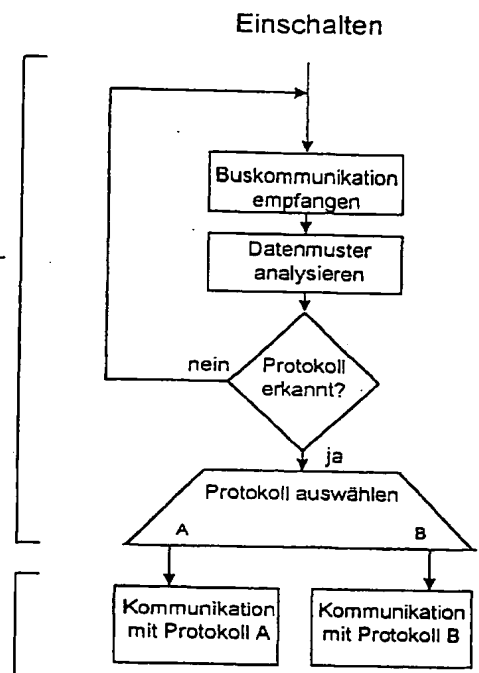 Einschalten
Buskommunikation
empfangen
Datenmuster
analysieren
nein
Protokoll
erkannt?
ja
Protokoll auswählen
A
B
Kommunikation
mit Protokoll A
Kommunikation
mit Protokoll B